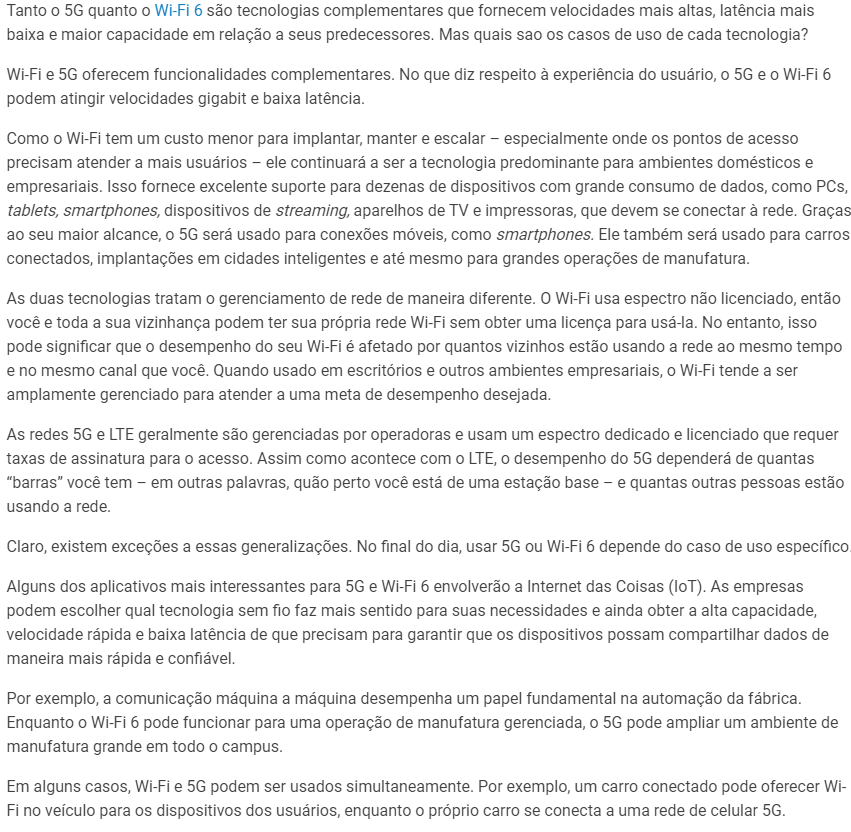 Tanto o 5G quanto o Wi-Fi 6 são tecnologias complementares que fornecem velocidades mais altas, latência mais
baixa e maior capacidade em relação a seus predecessores. Mas quais sao os casos de uso de cada tecnologia?
Wi-Fi e 5G oferecem funcionalidades complementares. No que diz respeito à experiência do usuário, o 5G e o Wi-Fi 6
podem atingir velocidades gigabit e baixa latência.
Como o Wi-Fi tem um custo menor para implantar, manter e escalar – especialmente onde os pontos de acesso
precisam atender a mais usuários – ele continuará a ser a tecnologia predominante para ambientes domésticos e
empresariais. Isso fornece excelente suporte para dezenas de dispositivos com grande consumo de dados, como PCs,
tablets, smartphones, dispositivos de streaming, aparelhos de TV e impressoras, que devem se conectar à rede. Graças
ao seu maior alcance, o 5G será usado para conexões móveis, como smartphones. Ele também será usado para carros
conectados, implantações em cidades inteligentes e até mesmo para grandes operações de manufatura.
As duas tecnologias tratam o gerenciamento de rede de maneira diferente. O Wi-Fi usa espectro não licenciado, então
você e toda a sua vizinhança podem ter sua própria rede Wi-Fi sem obter uma licença para usá-la. No entanto, isso
pode significar que o desempenho do seu Wi-Fi é afetado por quantos vizinhos estão usando a rede ao mesmo tempo
e no mesmo canal que você. Quando usado em escritórios e outros ambientes empresariais, o Wi-Fi tende a ser
amplamente gerenciado para atender a uma meta de desempenho desejada.
As redes 5G e LTE geralmente são gerenciadas por operadoras e usam um espectro dedicado e licenciado que requer
taxas de assinatura para o acesso. Assim como acontece com o LTE, o desempenho do 5G dependerá de quantas
“barras” você tem – em outras palavras, quão perto você está de uma estação base – e quantas outras pessoas estão
usando a rede.
Claro, existem exceções a essas generalizações. No final do dia, usar 5G ou Wi-Fi 6 depende do caso de uso específico.
Alguns dos aplicativos mais interessantes para 5G e Wi-Fi 6 envolverão a Internet das Coisas (IoT). As empresas
podem escolher qual tecnologia sem fio faz mais sentido para suas necessidades e ainda obter a alta capacidade,
velocidade rápida e baixa latência de que precisam para garantir que os dispositivos possam compartilhar dados de
maneira mais rápida e confiável.
Por exemplo, a comunicação máquina a máquina desempenha um papel fundamental na automação da fábrica.
Enquanto o Wi-Fi 6 pode funcionar para uma operação de manufatura gerenciada, o 5G pode ampliar um ambiente de
manufatura grande em todo o campus.
Em alguns casos, Wi-Fi e 5G podem ser usados simultaneamente. Por exemplo, um carro conectado pode oferecer Wi-
Fi no veículo para os dispositivos dos usuários, enquanto o próprio carro se conecta a uma rede de celular 5G.